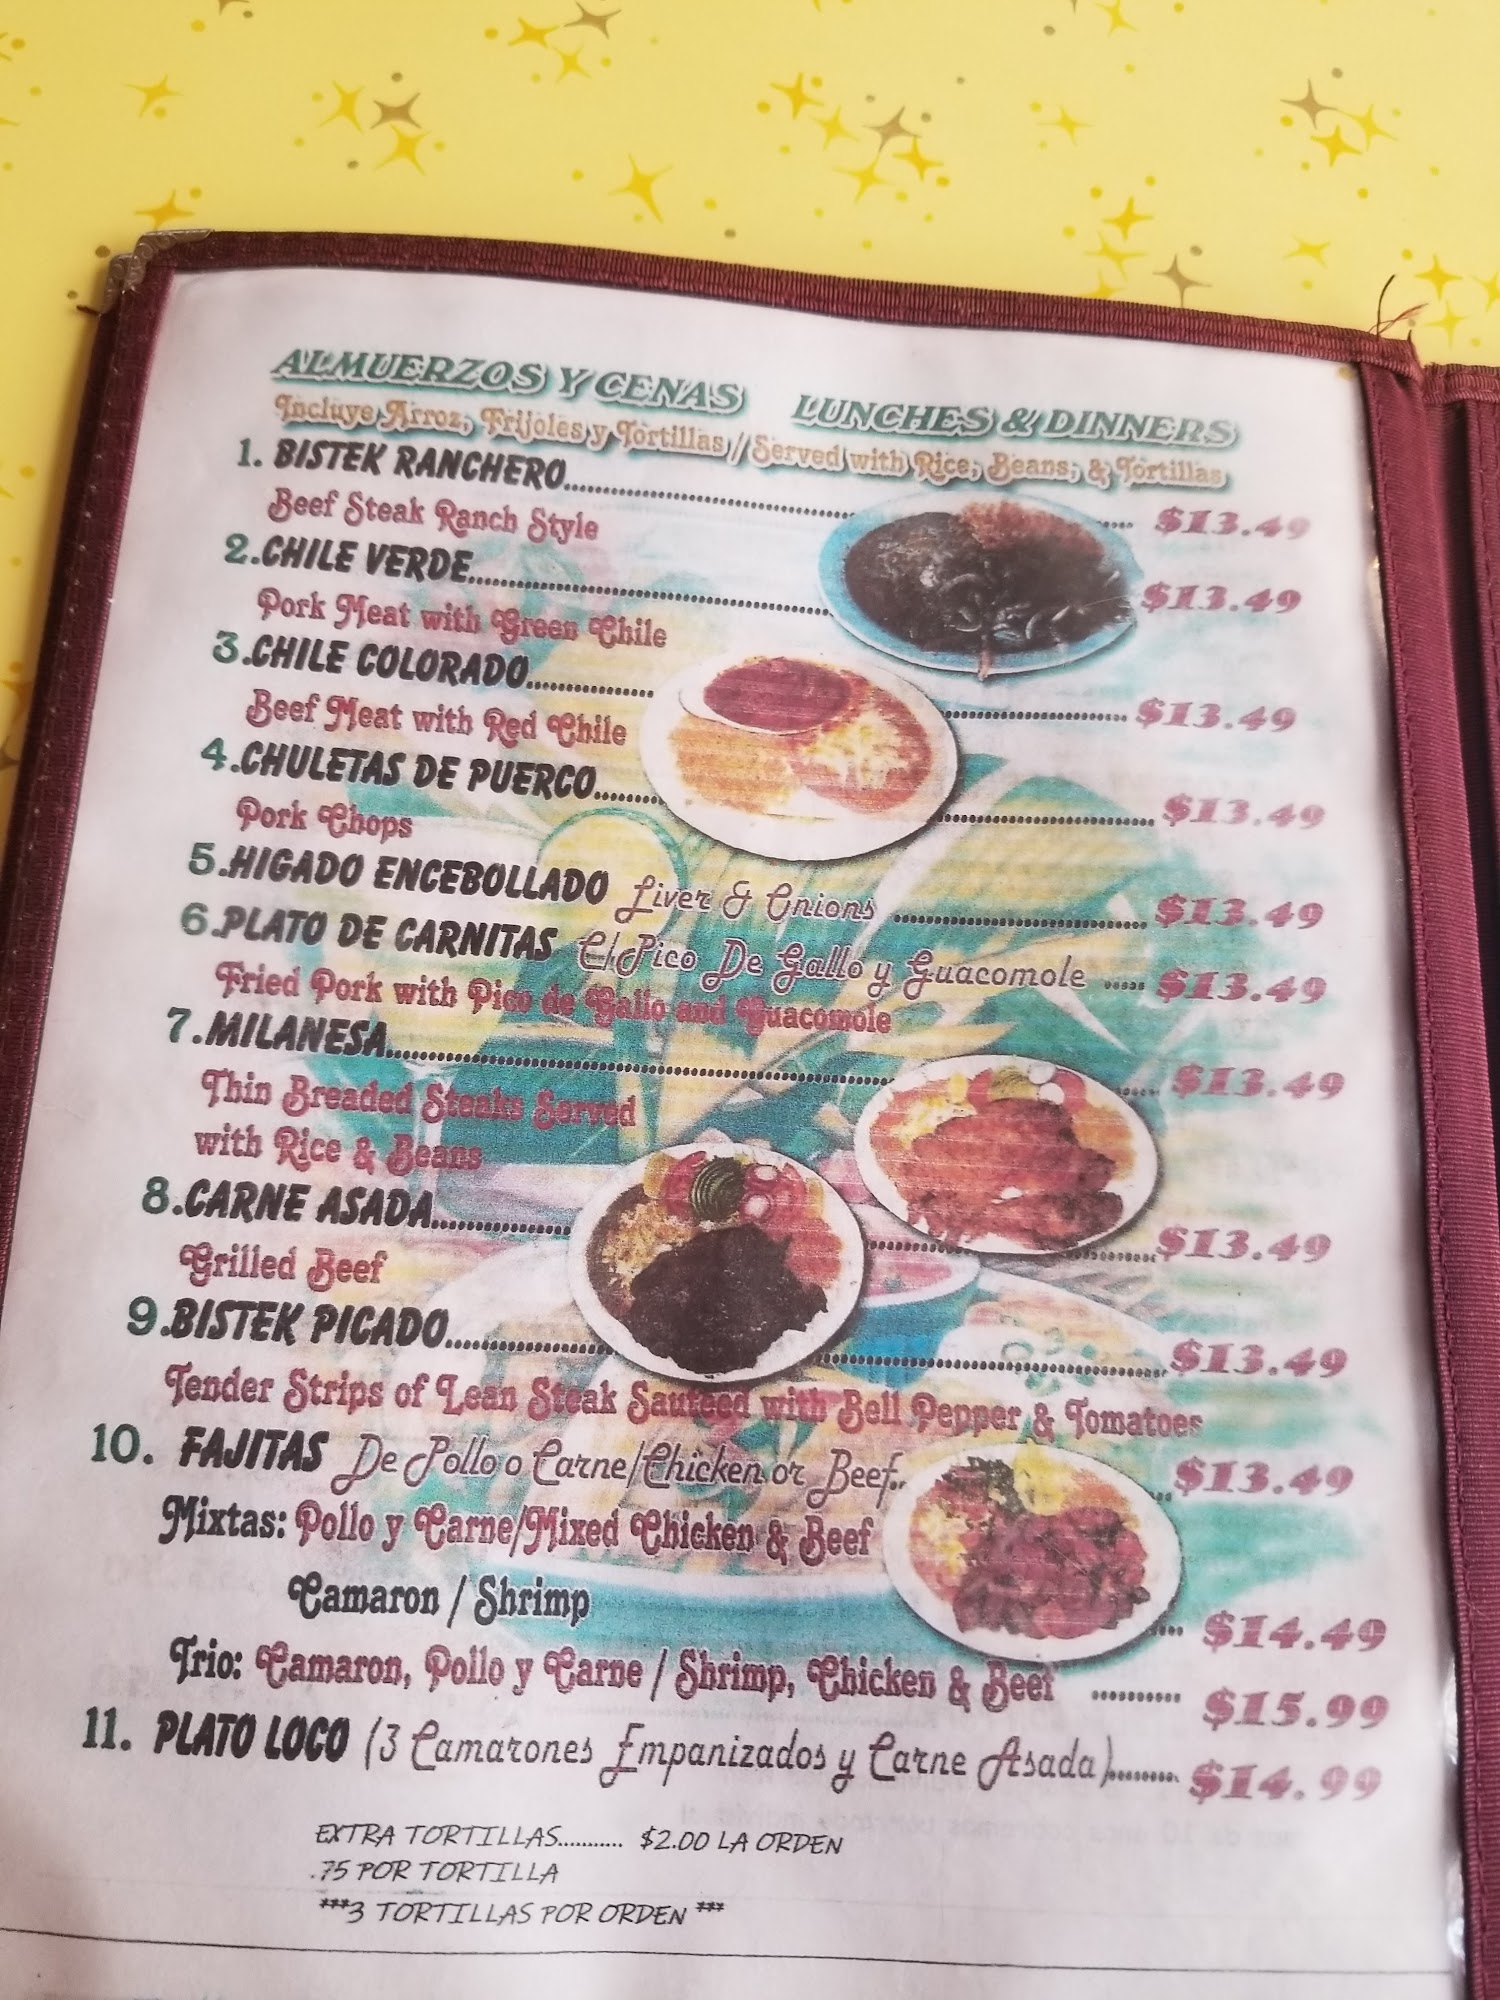 ALMUERZOS Y CENAS LUNCHES & DINNERS
Incluye Arroz, Frijoles y Tortillas / Served with Rice, Beans, & Tortillas
1. BISTEK RANCHERO $13.49
Beef Steak Ranch Style
2. CHILE VERDE $13.49
Pork Meat with Green Chile
3. CHILE COLORADO $13.49
Beef Meat with Red Chile
4. CHULETAS DE PUERCO $13.49
Pork Chops
5. HIGADO ENCEBOLLADO Liver & Onions $13.49
6. PLATO DE CARNITAS C/Pico De Gallo y Guacomole $13.49
Fried Pork with Pico de Gallo and Guacomole
7. MILANESA $13.49
Thin Breaded Steaks Served
with Rice & Beans
8. CARNE ASADA $13.49
Grilled Beef
9. BISTEK PICADO $13.49
Tender Strips of Lean Steak Sauteed with Bell Pepper & Tomatoes
10. FAJITAS De Pollo o Carne/Chicken or Beef.. $13.49
Mixtas: Pollo y Carne/Mixed Chicken & Beef
Camaron / Shrimp $14.49
Trio: Camaron, Pollo y Carne / Shrimp, Chicken & Beef $15.99
11. PLATO LOCO (3 Camarones Empanizados y Carne Asada) $14.99
EXTRA TORTILLAS........... $2.00 LA ORDEN
.75 POR TORTILLA
***3 TORTILLAS POR ORDEN ***